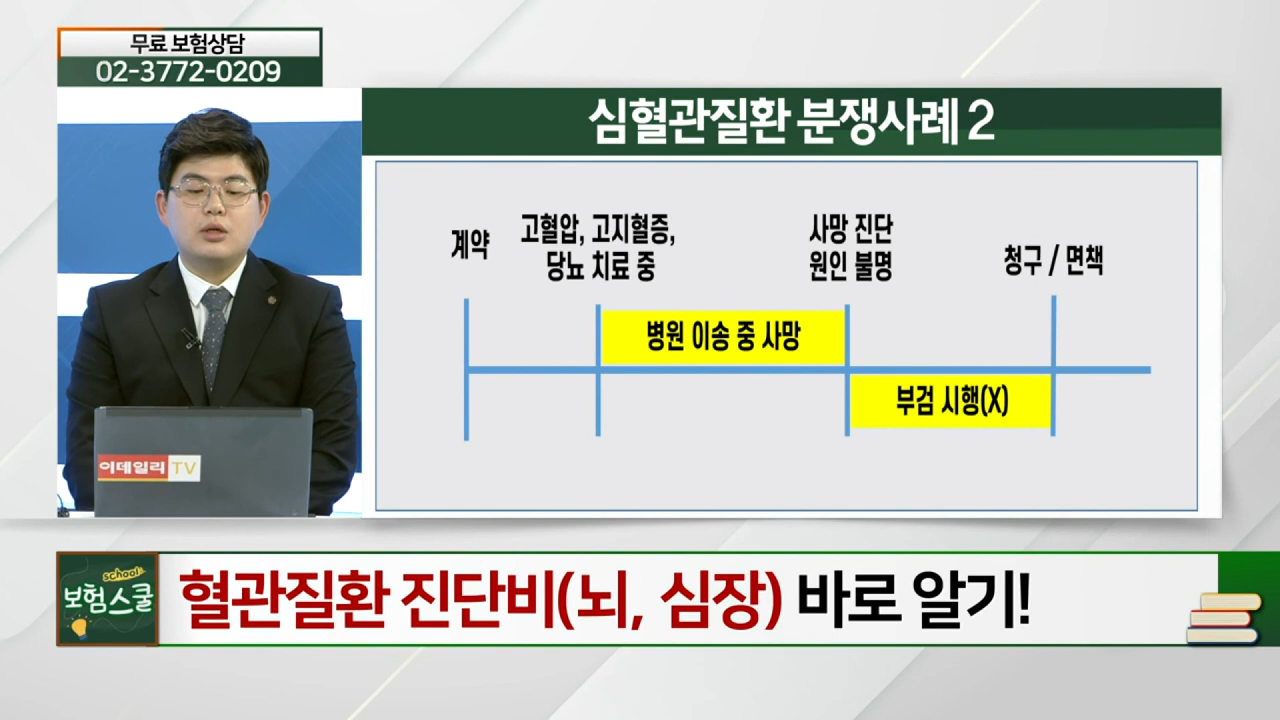 무료 보험상담
02-3772-0209
심혈관질환 분쟁사례 2
계약
고혈압, 고지혈증,
당뇨 치료 중
사망 진단
원인 불명
청구 / 면책
병원 이송 중 사망
부검 시행(X)
이데일리 TV
school
보험스쿨
혈관질환 진단비(뇌, 심장) 바로 알기!